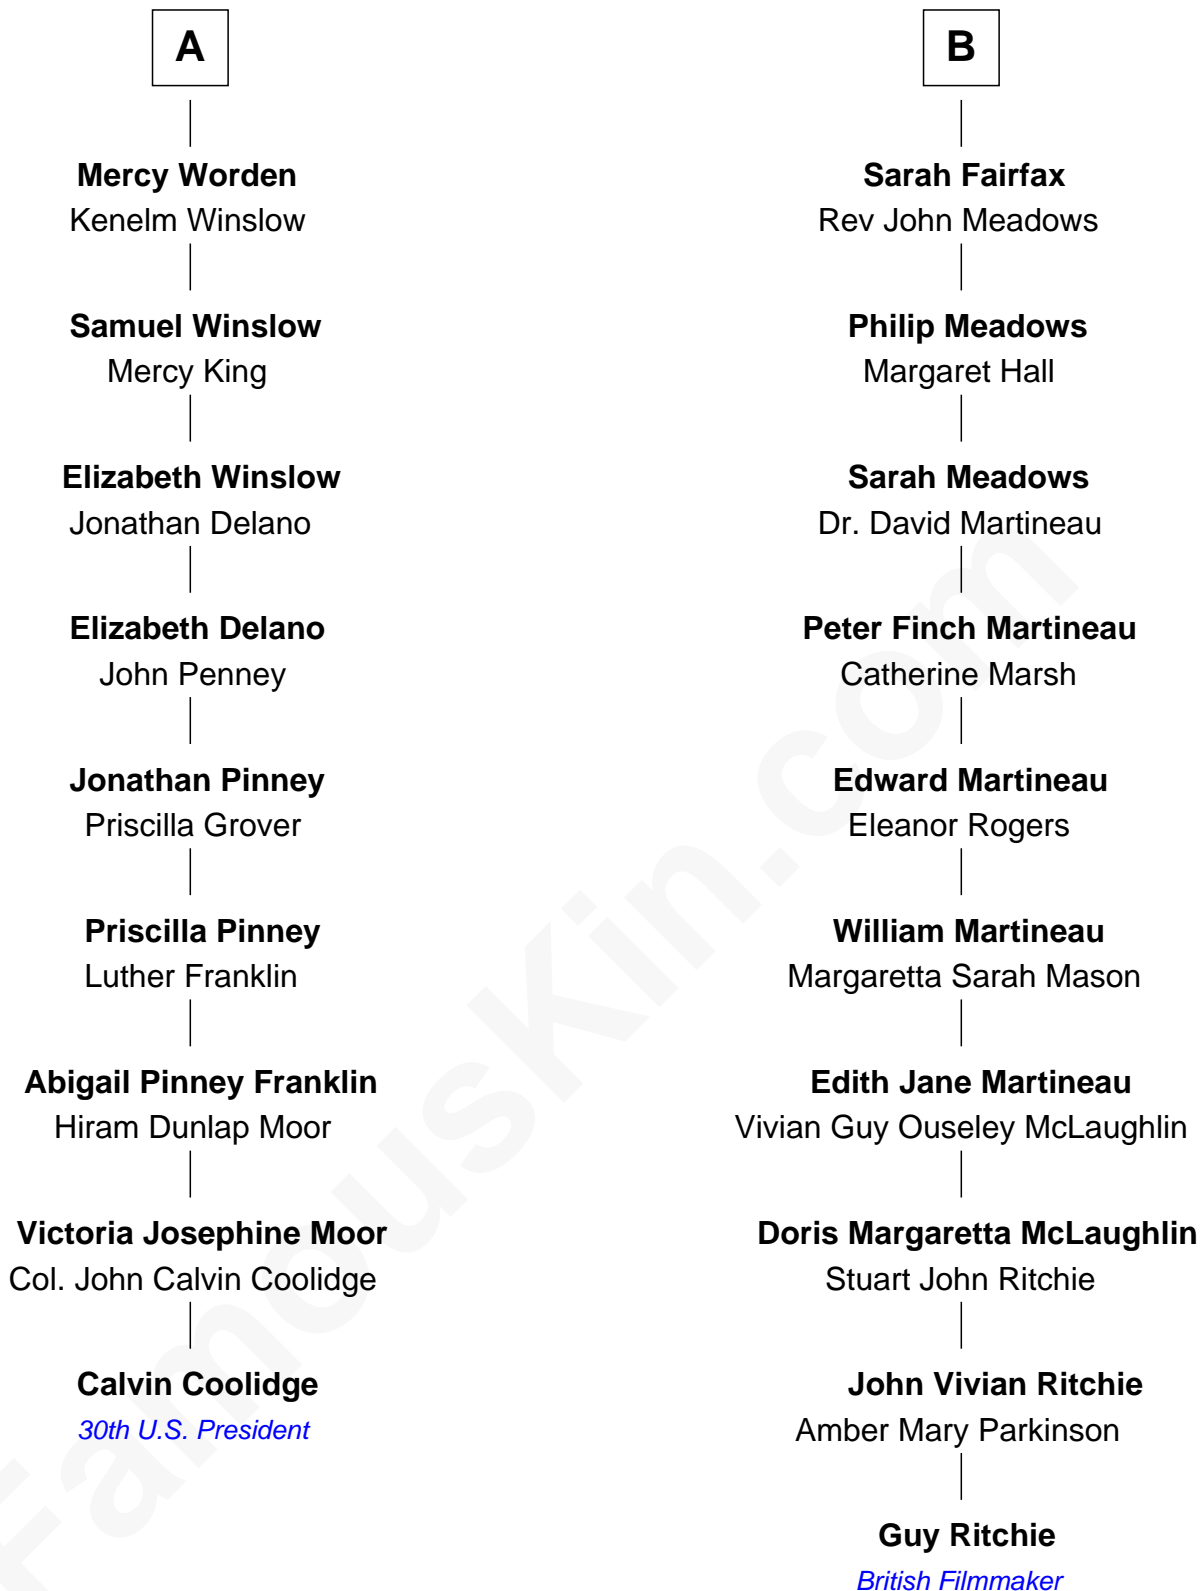 A
Mercy Worden
Kenelm Winslow
Samuel Winslow
Mercy King
Elizabeth Winslow
Jonathan Delano
Elizabeth Delano
John Penney
Jonathan Pinney
Priscilla Grover
Priscilla Pinney
Luther Franklin
Abigail Pinney Franklin
Hiram Dunlap Moor
Victoria Josephine Moor
Col. John Calvin Coolidge
Calvin Coolidge
30th U.S. President
B
Sarah Fairfax
Rev John Meadows
Philip Meadows
Margaret Hall
Sarah Meadows
Dr. David Martineau
Peter Finch Martineau
Catherine Marsh
Edward Martineau
Eleanor Rogers
William Martineau
Margaretta Sarah Mason
Edith Jane Martineau
Vivian Guy Ouseley McLaughlin
Doris Margaretta McLaughlin
Stuart John Ritchie
John Vivian Ritchie
Amber Mary Parkinson
Guy Ritchie
British Filmmaker
FamousKin.com